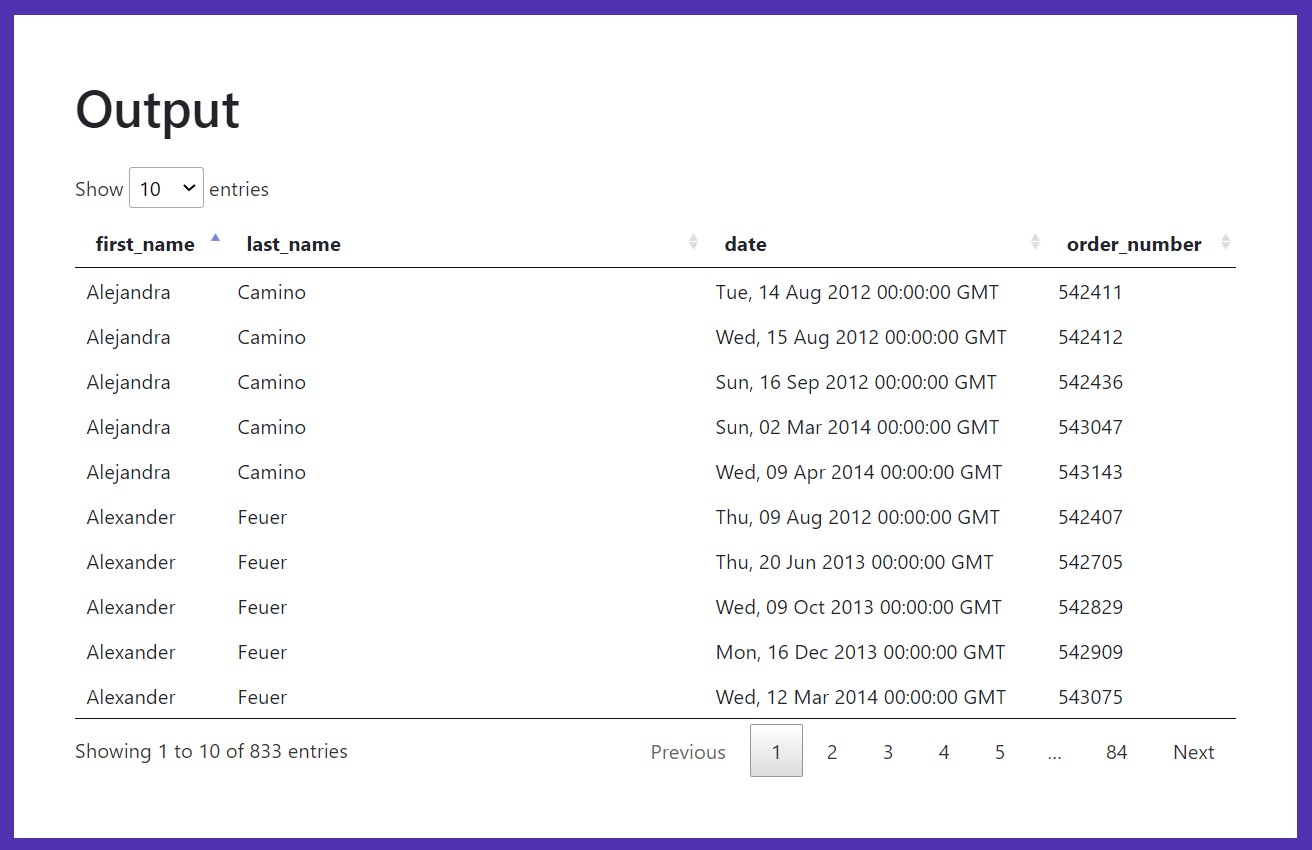 Output
Show 10 entries
first_name last_name date order_number
Alejandra Camino Tue, 14 Aug 2012 00:00:00 GMT 542411
Alejandra Camino Wed, 15 Aug 2012 00:00:00 GMT 542412
Alejandra Camino Sun, 16 Sep 2012 00:00:00 GMT 542436
Alejandra Camino Sun, 02 Mar 2014 00:00:00 GMT 543047
Alejandra Camino Wed, 09 Apr 2014 00:00:00 GMT 543143
Alexander Feuer Thu, 09 Aug 2012 00:00:00 GMT 542407
Alexander Feuer Thu, 20 Jun 2013 00:00:00 GMT 542705
Alexander Feuer Wed, 09 Oct 2013 00:00:00 GMT 542829
Alexander Feuer Mon, 16 Dec 2013 00:00:00 GMT 542909
Alexander Feuer Wed, 12 Mar 2014 00:00:00 GMT 543075
Showing 1 to 10 of 833 entries Previous 1 2 3 4 5 ... 84 Next